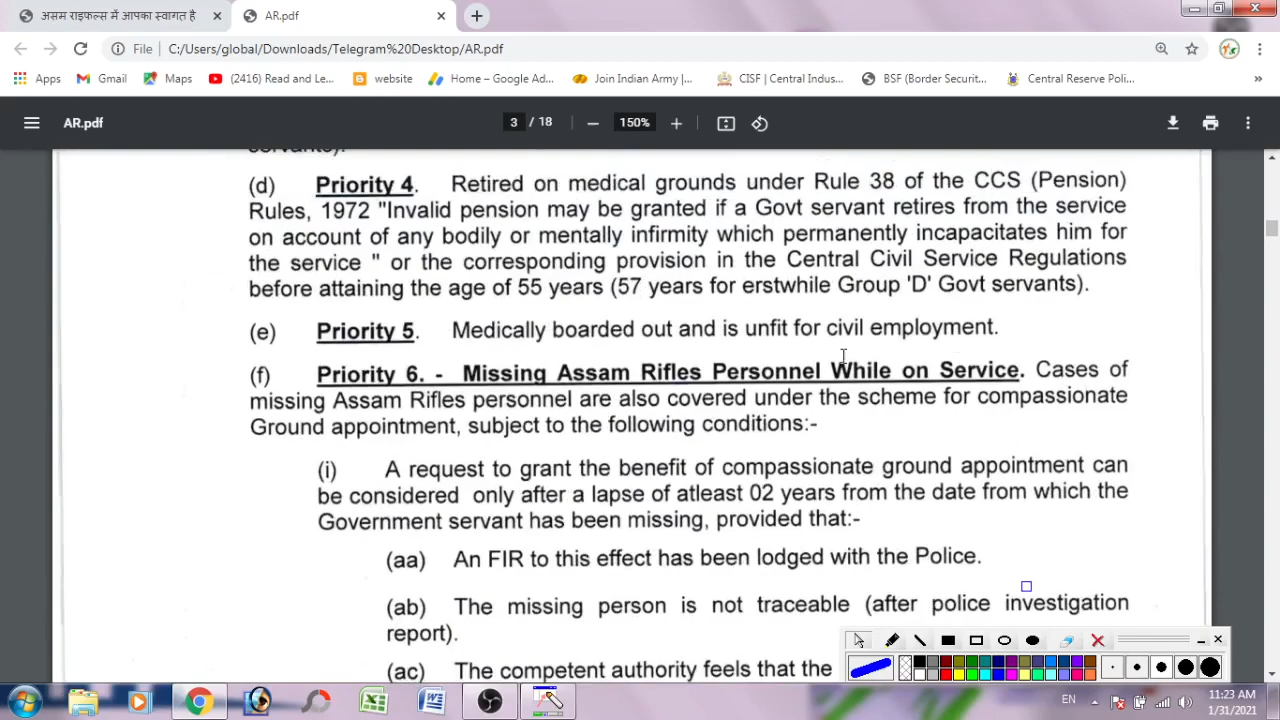 असम राइफल्स में आपका स्वागत है
AR.pdf
File
C:/Users/global/Downloads/Telegram%20Desktop/AR.pdf
Apps
Gmail
Maps
(2416) Read and Le...
website
Home – Google Ad...
Join Indian Army |...
CISF | Central Indus...
BSF (Border Securit...
Central Reserve Poli...
»
AR.pdf
3 / 18
150%
servants).
(d) Priority 4. Retired on medical grounds under Rule 38 of the CCS (Pension)
Rules, 1972 "Invalid pension may be granted if a Govt servant retires from the service
on account of any bodily or mentally infirmity which permanently incapacitates him for
the service " or the corresponding provision in the Central Civil Service Regulations
before attaining the age of 55 years (57 years for erstwhile Group 'D' Govt servants).
(e) Priority 5. Medically boarded out and is unfit for civil employment.
(f) Priority 6. - Missing Assam Rifles Personnel While on Service. Cases of
missing Assam Rifles personnel are also covered under the scheme for compassionate
Ground appointment, subject to the following conditions:-
(i) A request to grant the benefit of compassionate ground appointment can
be considered only after a lapse of atleast 02 years from the date from which the
Government servant has been missing, provided that:-
(aa) An FIR to this effect has been lodged with the Police.
(ab) The missing person is not traceable (after police investigation
report).
(ac) The competent authority feels that the
EN
11:23 AM
1/31/2021